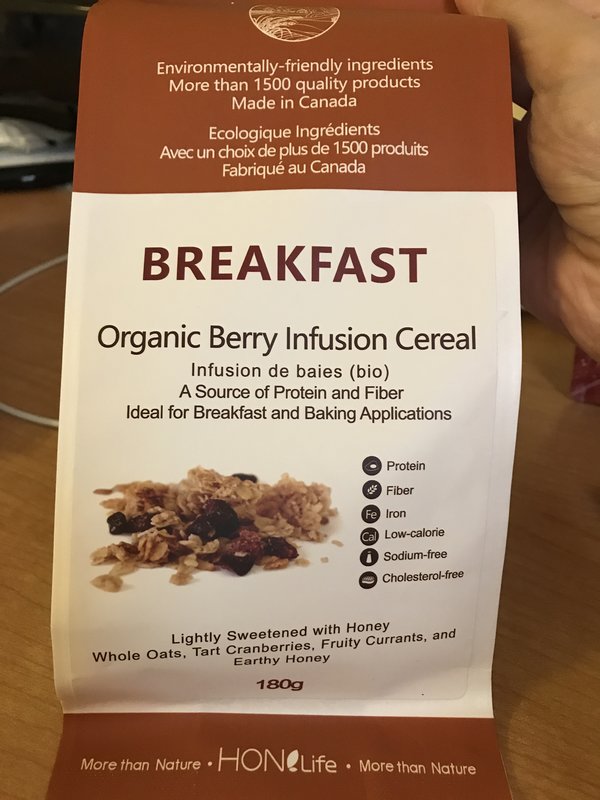 Environmentally-friendly ingredients
More than 1500 quality products
Made in Canada
Ecologique Ingrédients
Avec un choix de plus de 1500 produits
Fabriqué au Canada
BREAKFAST
Organic Berry Infusion Cereal
Infusion de baies (bio)
A Source of Protein and Fiber
Ideal for Breakfast and Baking Applications
Protein
Fiber
Fe Iron
Cal Low-calorie
Sodium-free
Cholesterol-free
Lightly Sweetened with Honey
Whole Oats, Tart Cranberries, Fruity Currants, and
Earthy Honey
180g
More than Nature • HON Life • More than Nature